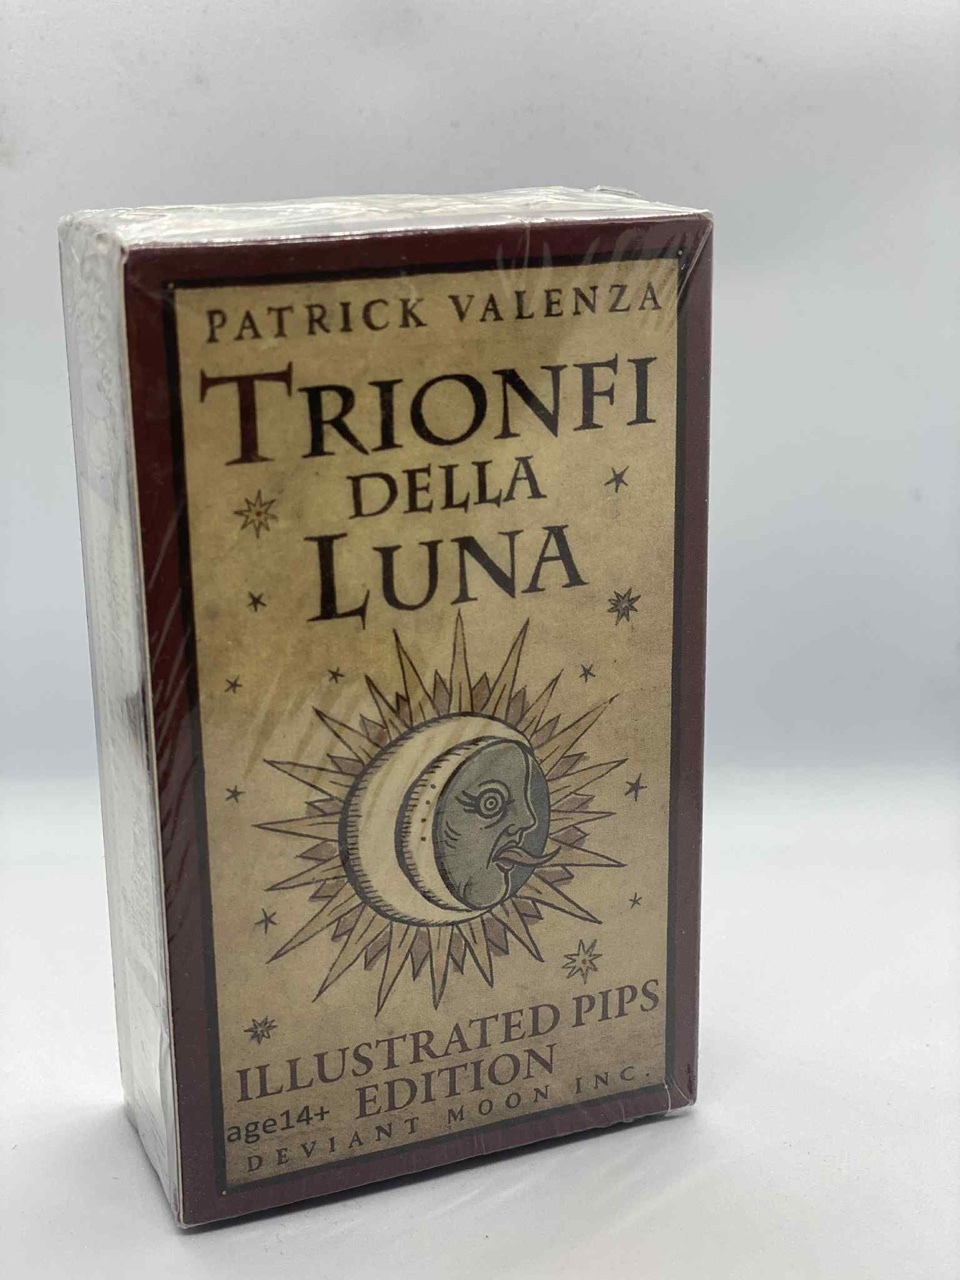 PATRICK VALENZA
TRIONFI
DELLA
LUNA
ILLUSTRATED PIPS
EDITION
age14+
DEVIANT MOON INC.